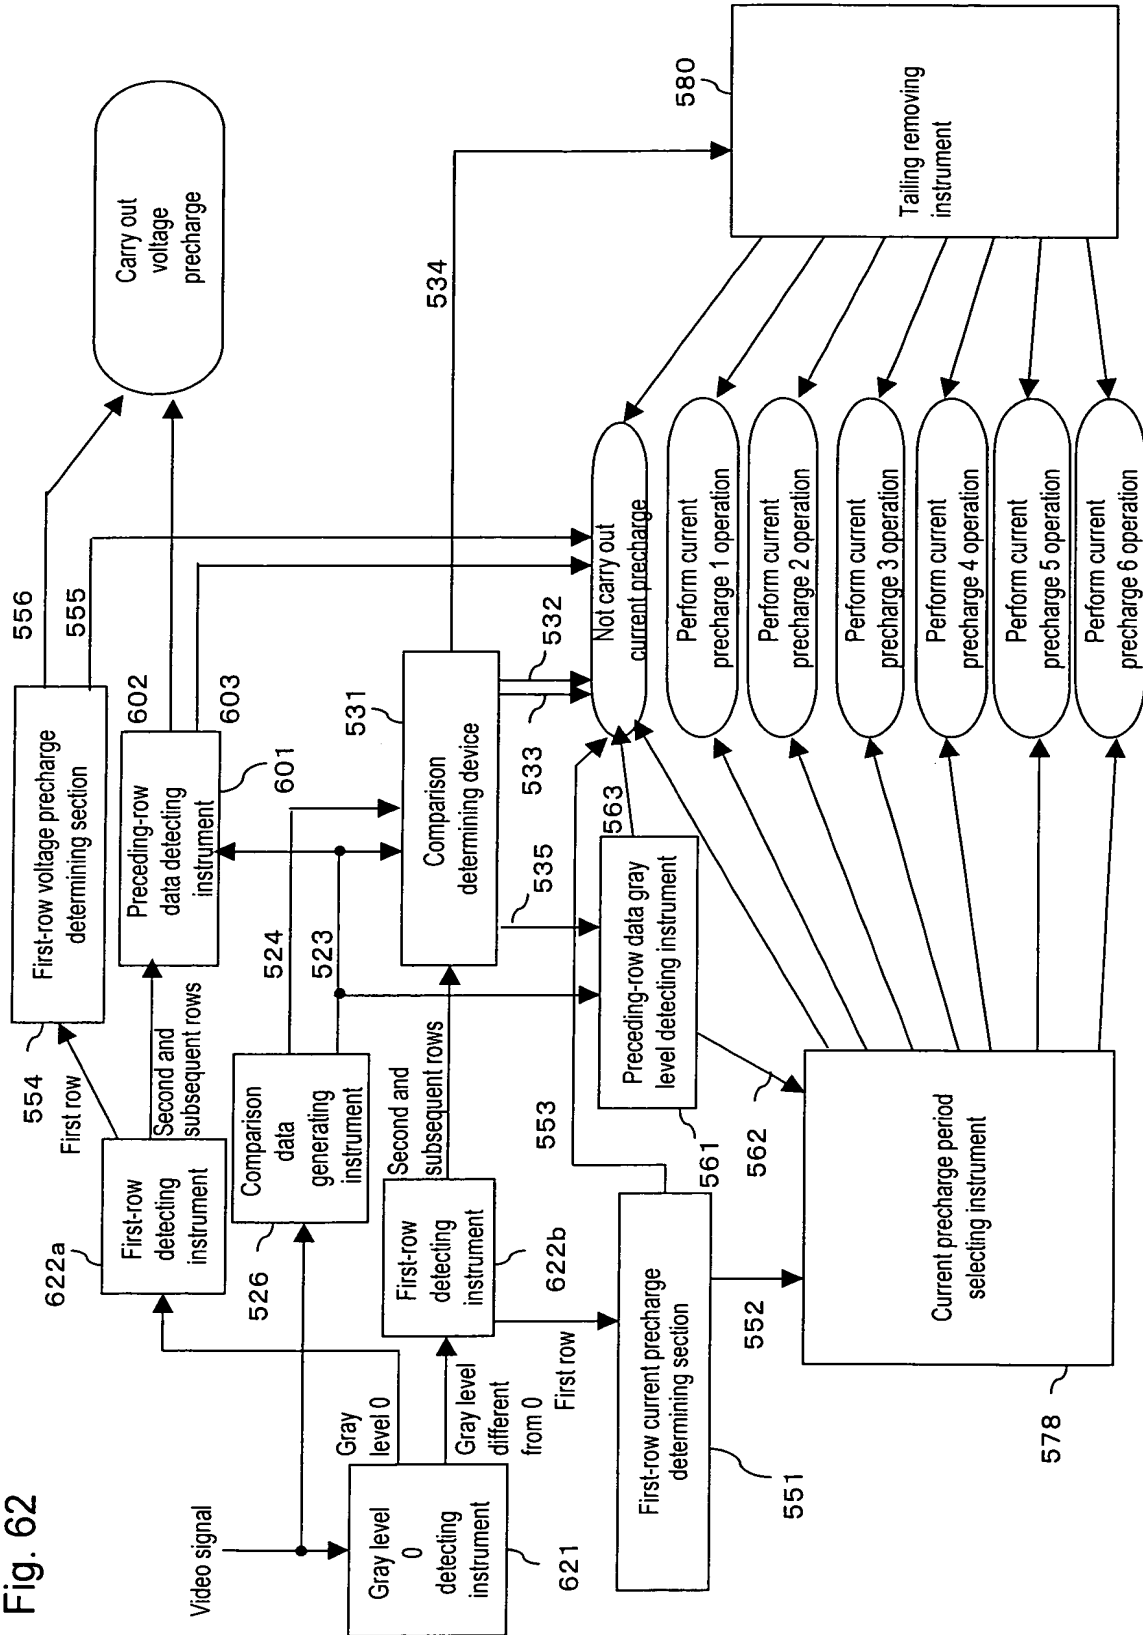 Fig. 62
Video signal
Gray level
0
detecting
instrument
621
Gray
level 0
Gray level
different
from 0
622a
First-row
detecting
instrument
First row
Second and
subsequent rows
554
First-row voltage precharge
determining section
556
555
Preceding-row
data detecting
instrument
602
603
601
Carry out
voltage
precharge
Comparison
data
generating
instrument
526
524
523
First-row
detecting
instrument
622b
Second and
subsequent rows
First row
Comparison
determining device
531
534
532
533
535
First-row current precharge
determining section
551
553
552
Preceding-row data gray
level detecting instrument
561
563
562
Current precharge period
selecting instrument
578
Not carry out
current precharge
Perform current
precharge 1 operation
Perform current
precharge 2 operation
Perform current
precharge 3 operation
Perform current
precharge 4 operation
Perform current
precharge 5 operation
Perform current
precharge 6 operation
Tailing removing
instrument
580